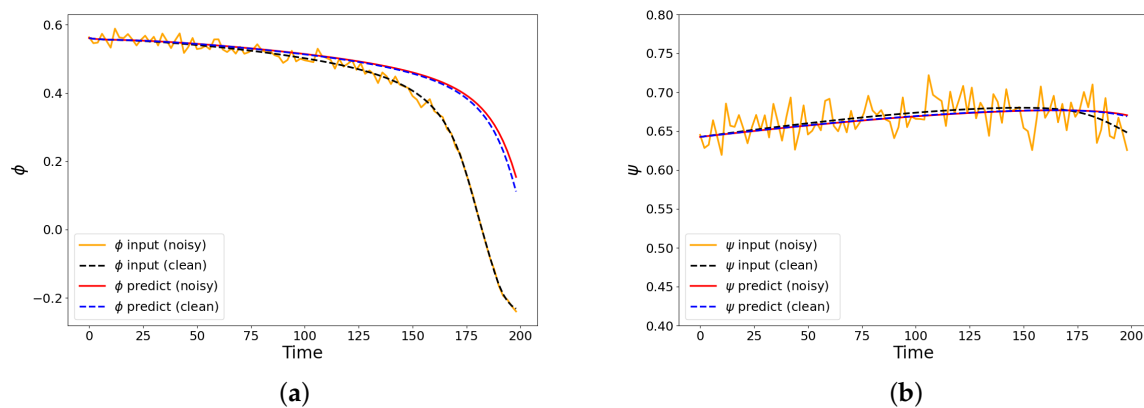 0.6
0.4
0.2
0.0
−0.2
ϕ
0
25
50
75
100
125
150
175
200
Time
ϕ input (noisy)
ϕ input (clean)
ϕ predict (noisy)
ϕ predict (clean)
(a)
0.80
0.75
0.70
0.65
0.60
0.55
0.50
0.45
0.40
ψ
0
25
50
75
100
125
150
175
200
Time
ψ input (noisy)
ψ input (clean)
ψ predict (noisy)
ψ predict (clean)
(b)